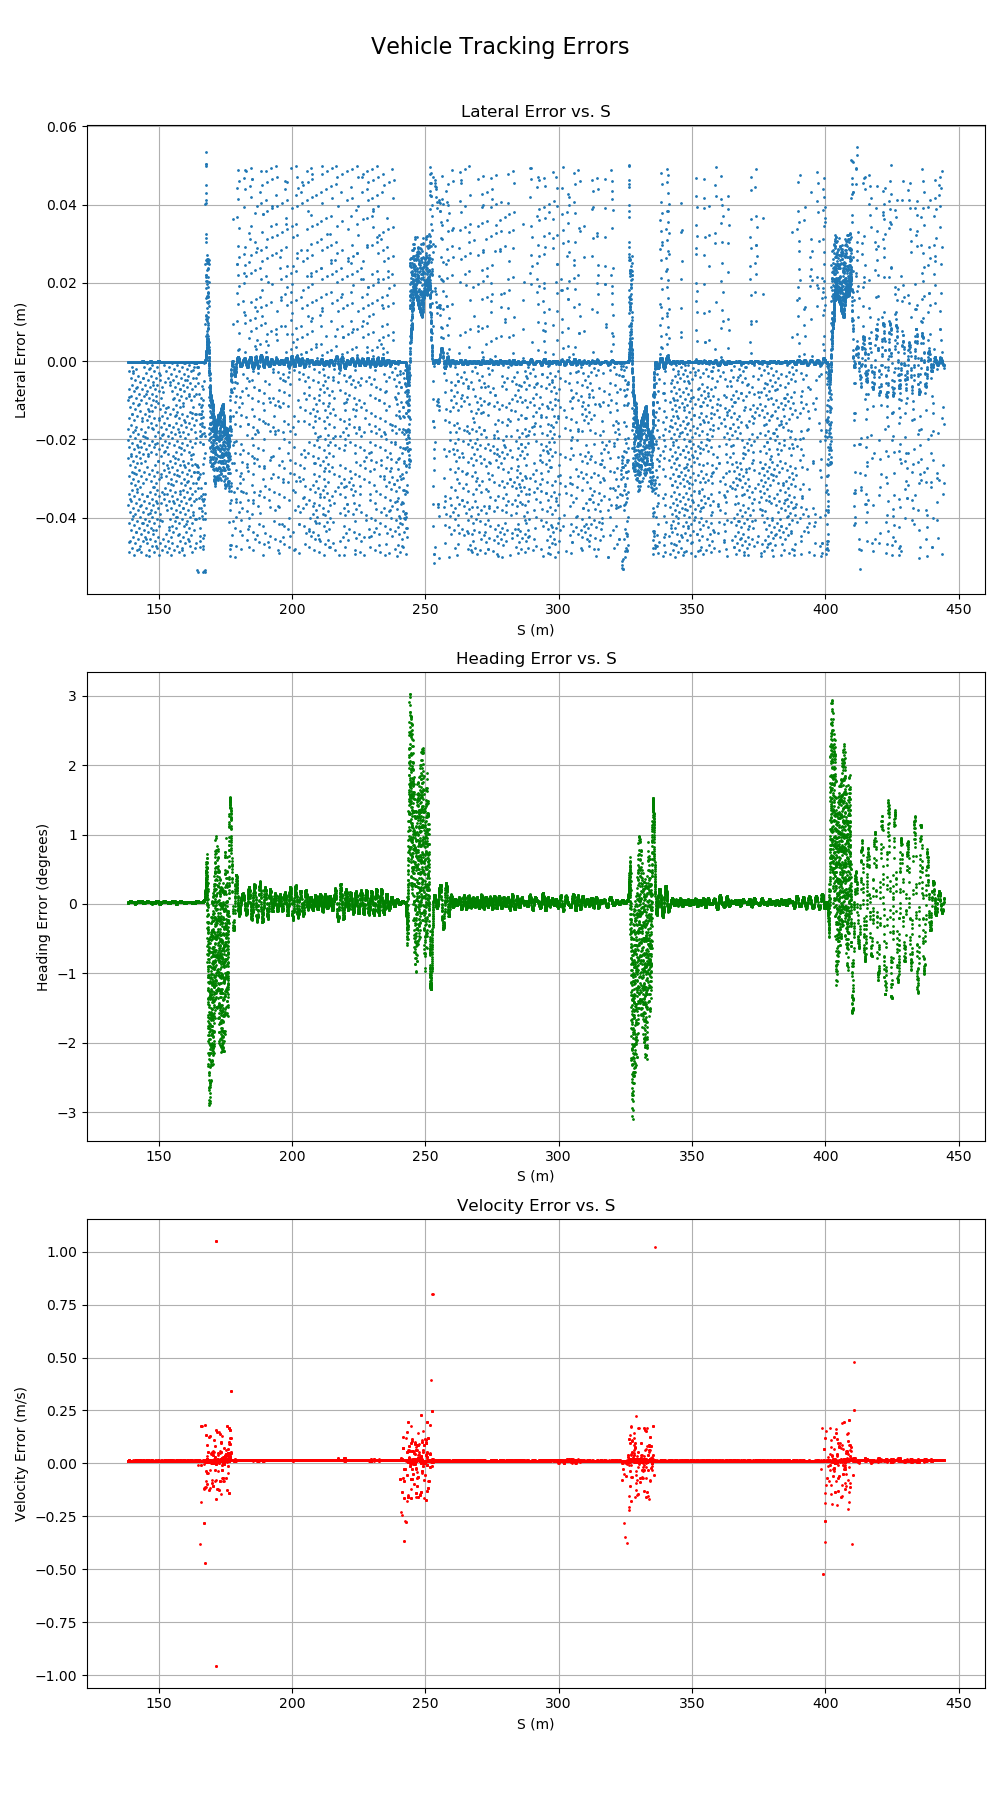 Vehicle Tracking Errors
Lateral Error vs. S
0.06
0.04
0.02
0.00
−0.02
−0.04
Lateral Error (m)
150 200 250 300 350 400 450
S (m)
Heading Error vs. S
3
2
1
0
−1
−2
−3
Heading Error (degrees)
150 200 250 300 350 400 450
S (m)
Velocity Error vs. S
1.00
0.75
0.50
0.25
0.00
−0.25
−0.50
−0.75
−1.00
Velocity Error (m/s)
150 200 250 300 350 400 450
S (m)